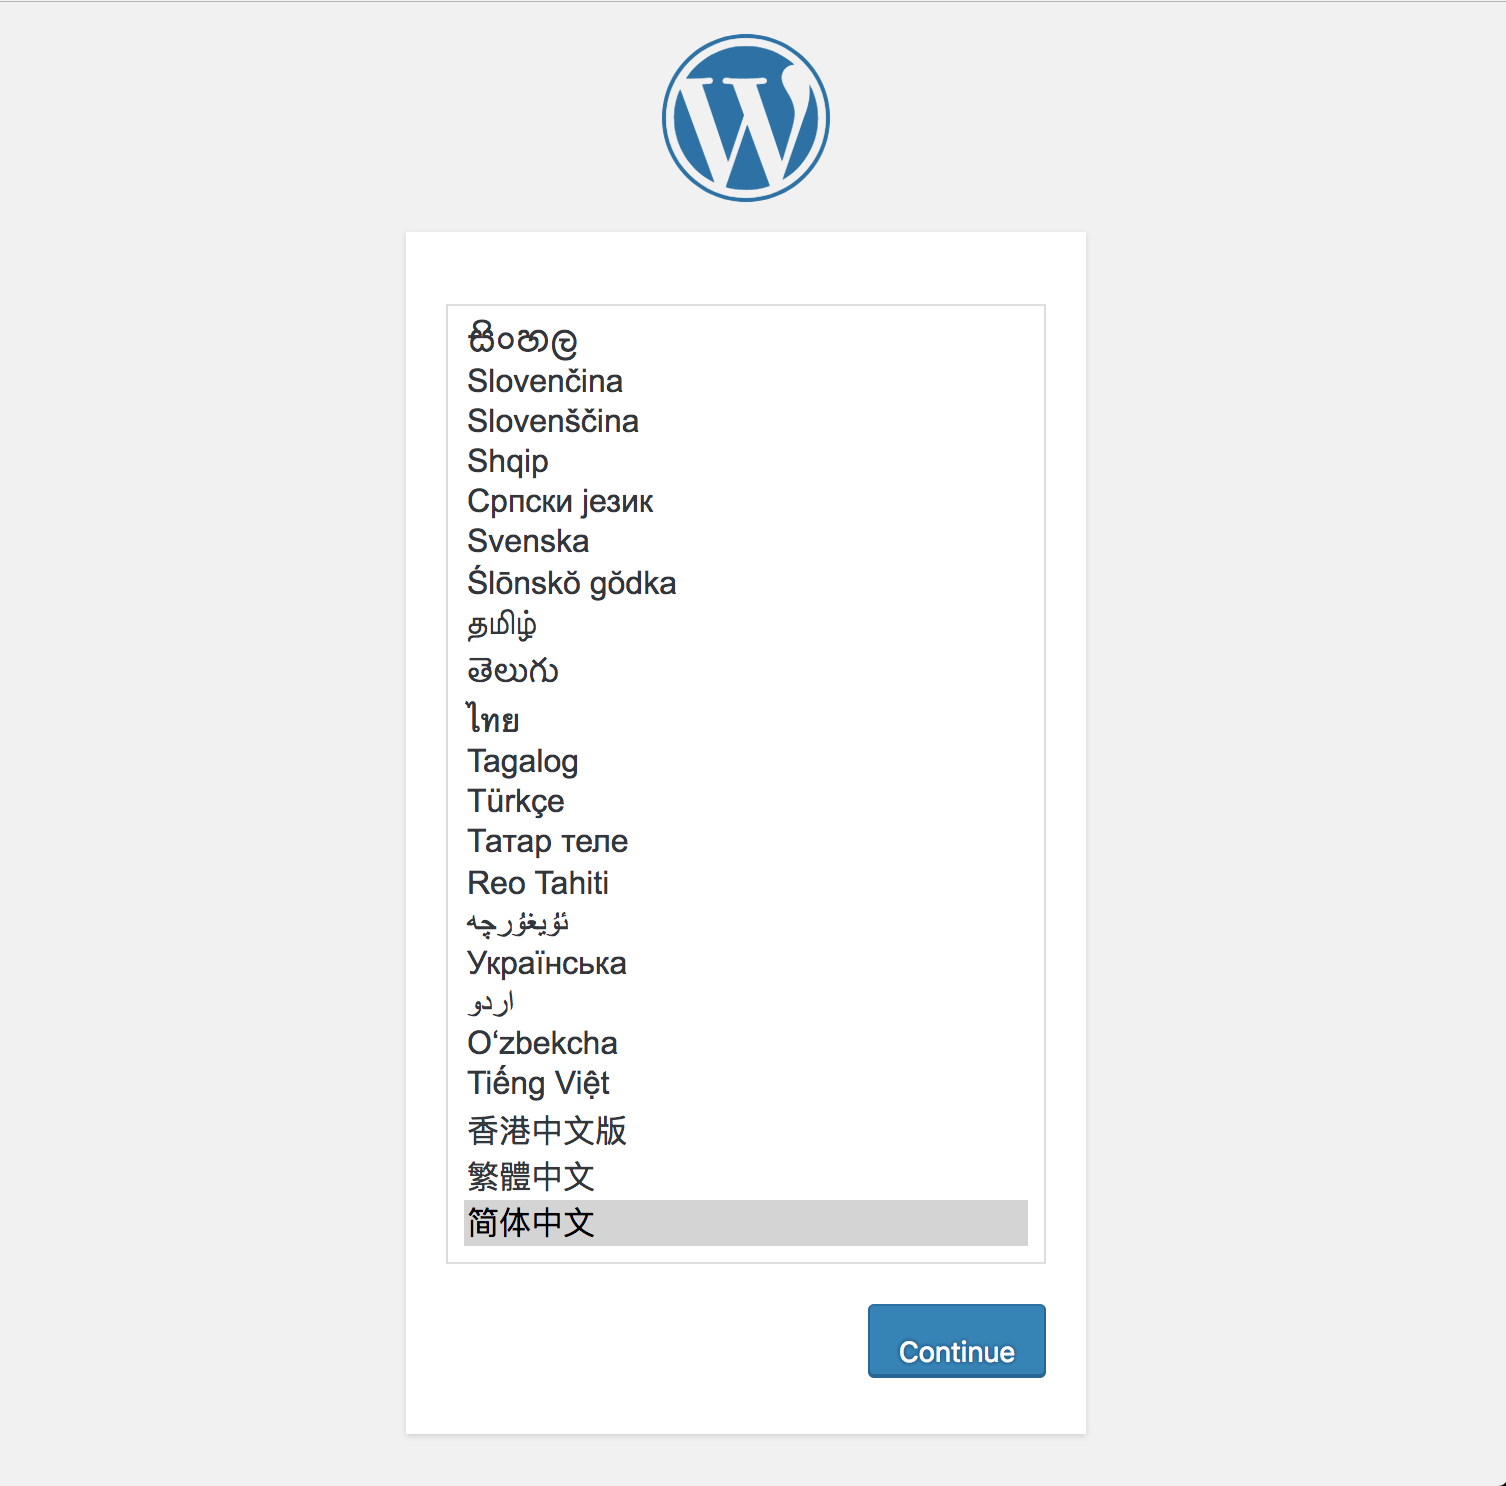 සිංහල
Slovenčina
Slovenščina
Shqip
Српски језик
Svenska
Ślōnskŏ gŏdka
தமிழ்
తెలుగు
ไทย
Tagalog
Türkçe
Татар теле
Reo Tahiti
ئۇيغۇرچە
Українська
اردو
O‘zbekcha
Tiếng Việt
香港中文版
繁體中文
简体中文
Continue